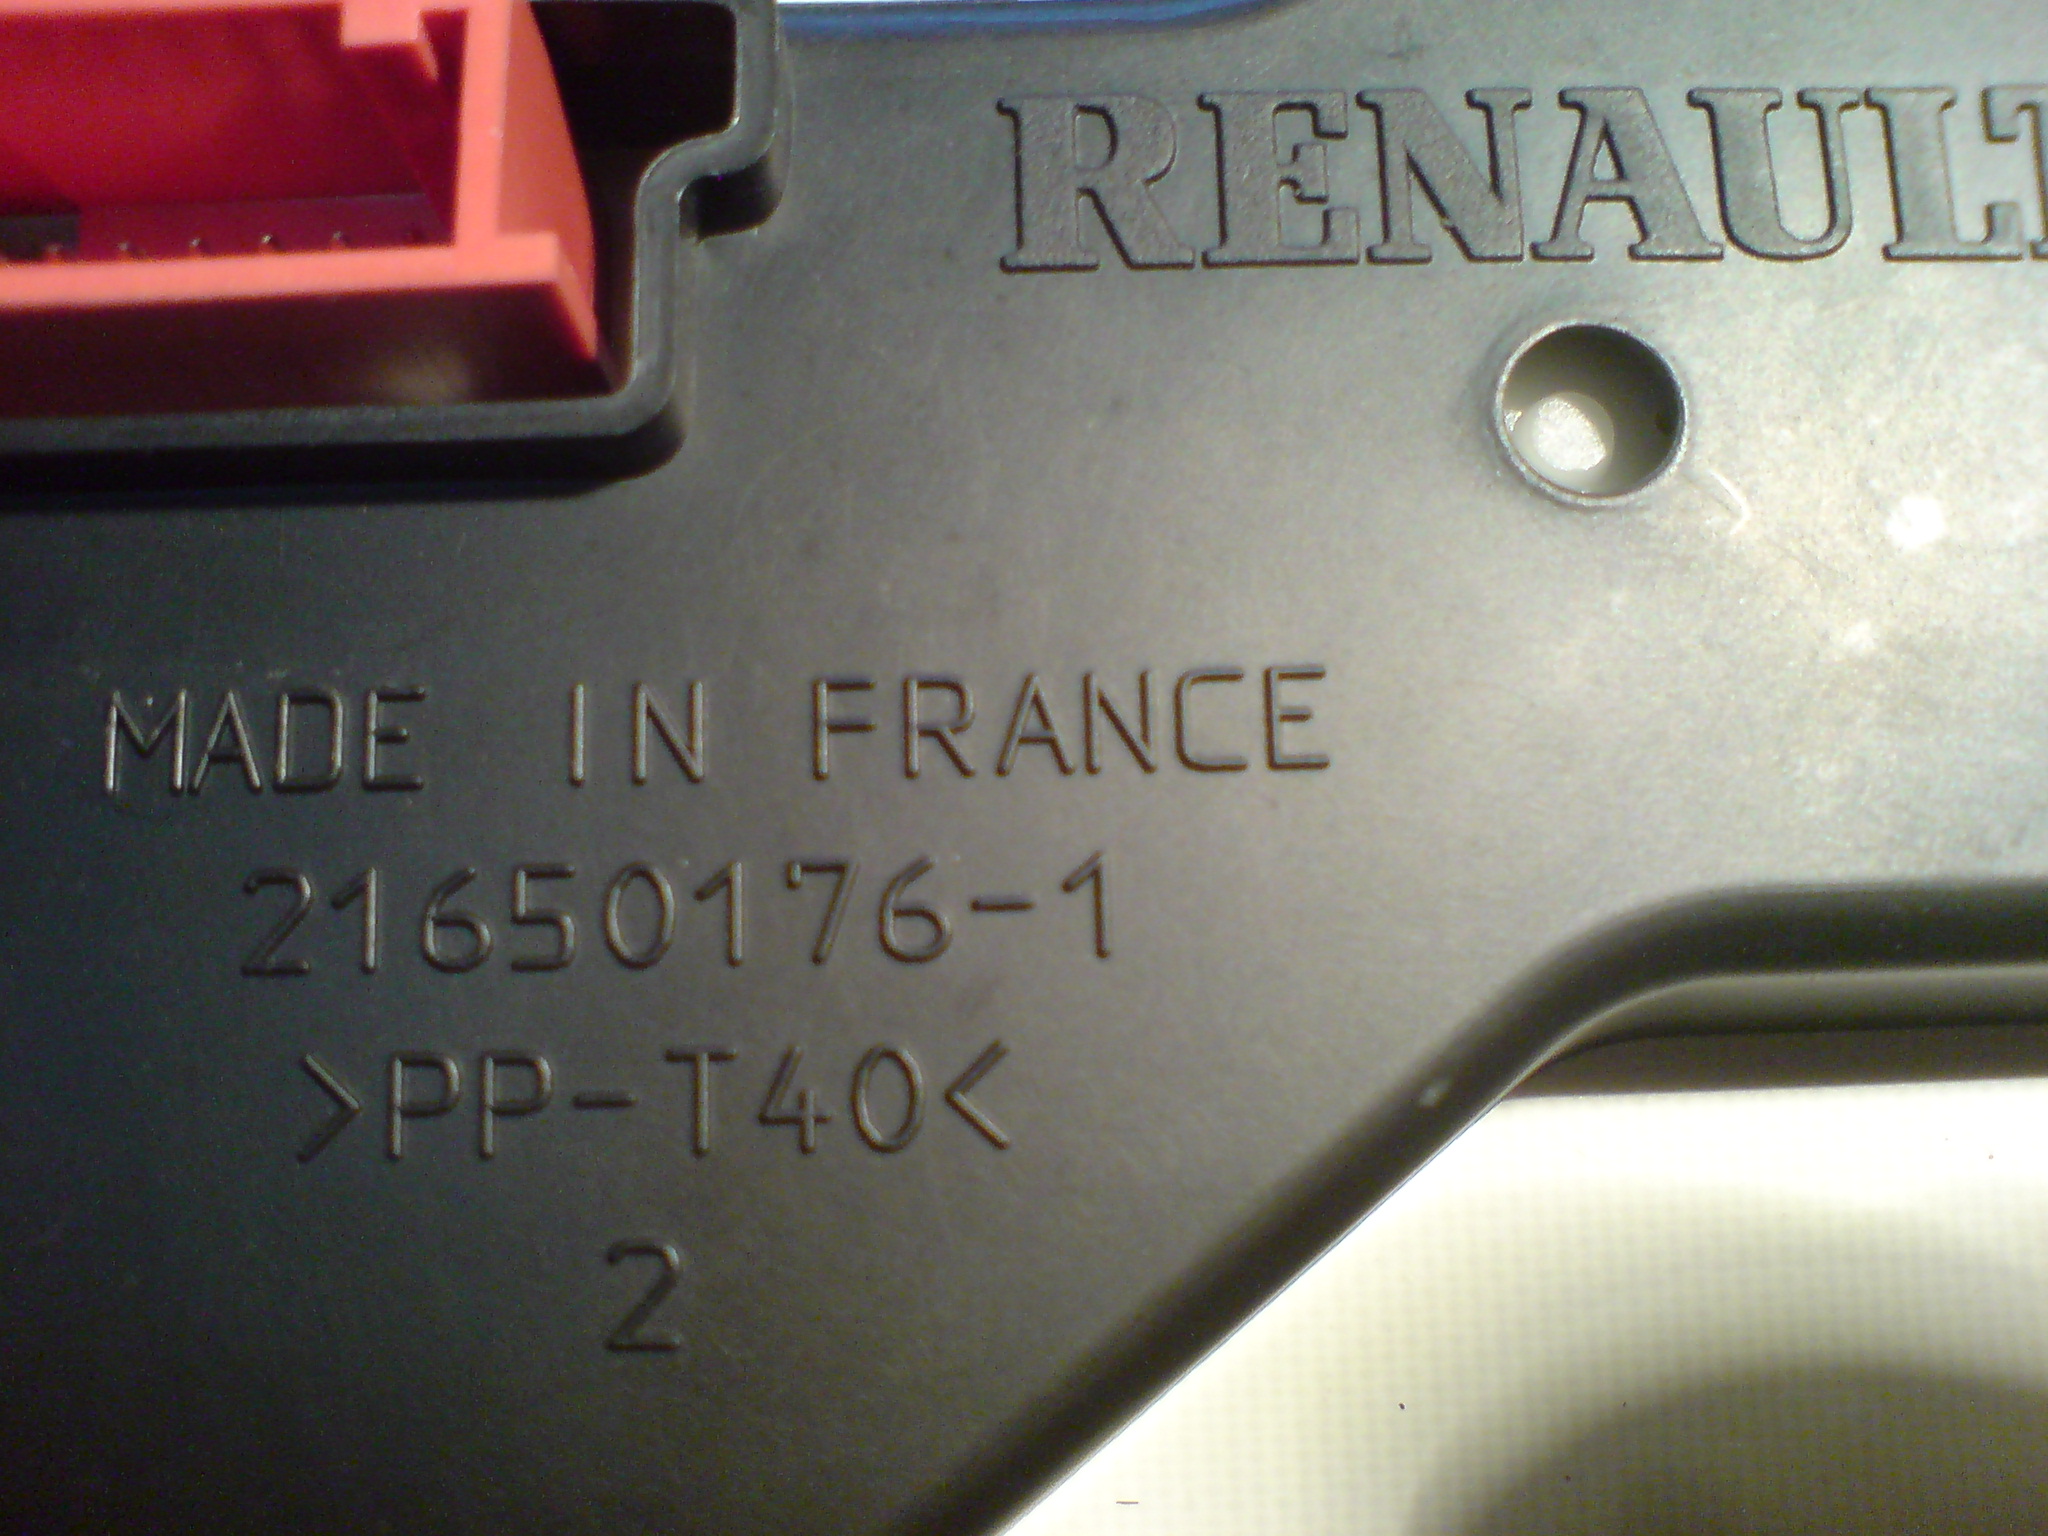 RENAULT
MADE IN FRANCE
21650176-1
>PP-T40<
2